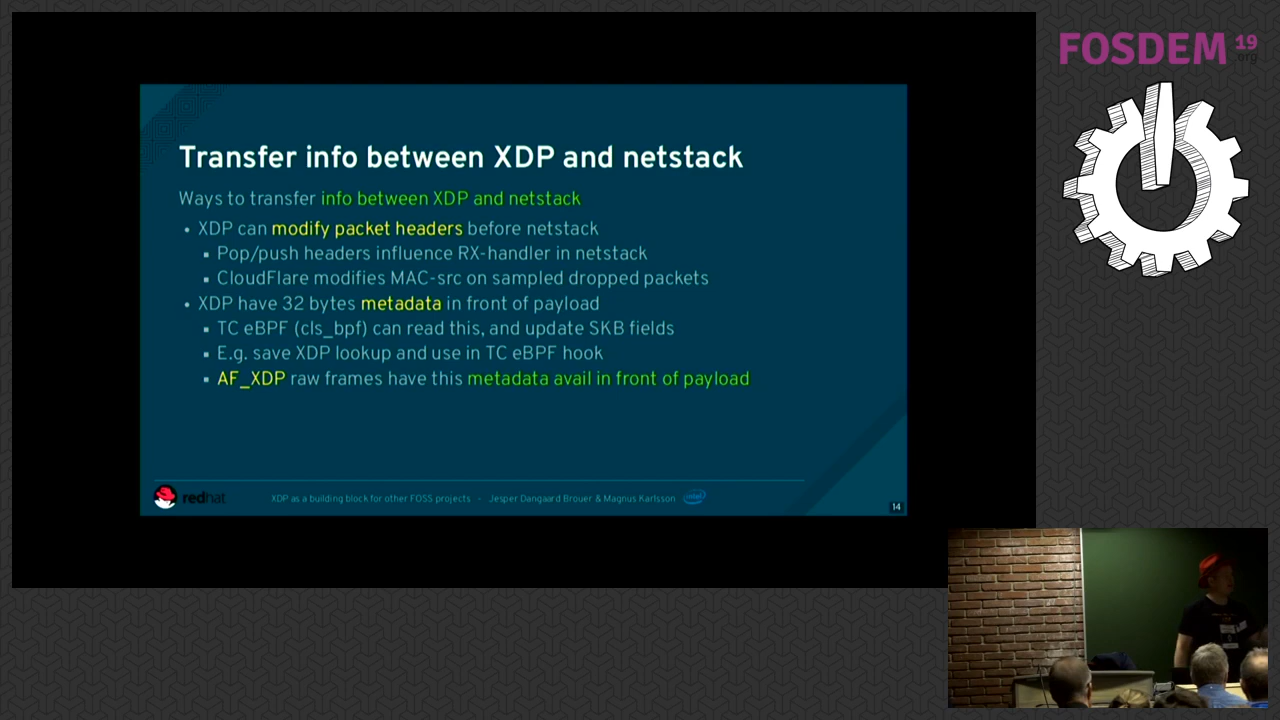 FOSDEM 19
.org
Transfer info between XDP and netstack
Ways to transfer info between XDP and netstack
• XDP can modify packet headers before netstack
▪ Pop/push headers influence RX-handler in netstack
▪ CloudFlare modifies MAC-src on sampled dropped packets
• XDP have 32 bytes metadata in front of payload
▪ TC eBPF (cls_bpf) can read this, and update SKB fields
▪ E.g. save XDP lookup and use in TC eBPF hook
▪ AF_XDP raw frames have this metadata avail in front of payload
redhat
XDP as a building block for other FOSS projects - Jesper Dangaard Brouer & Magnus Karlsson
intel
14